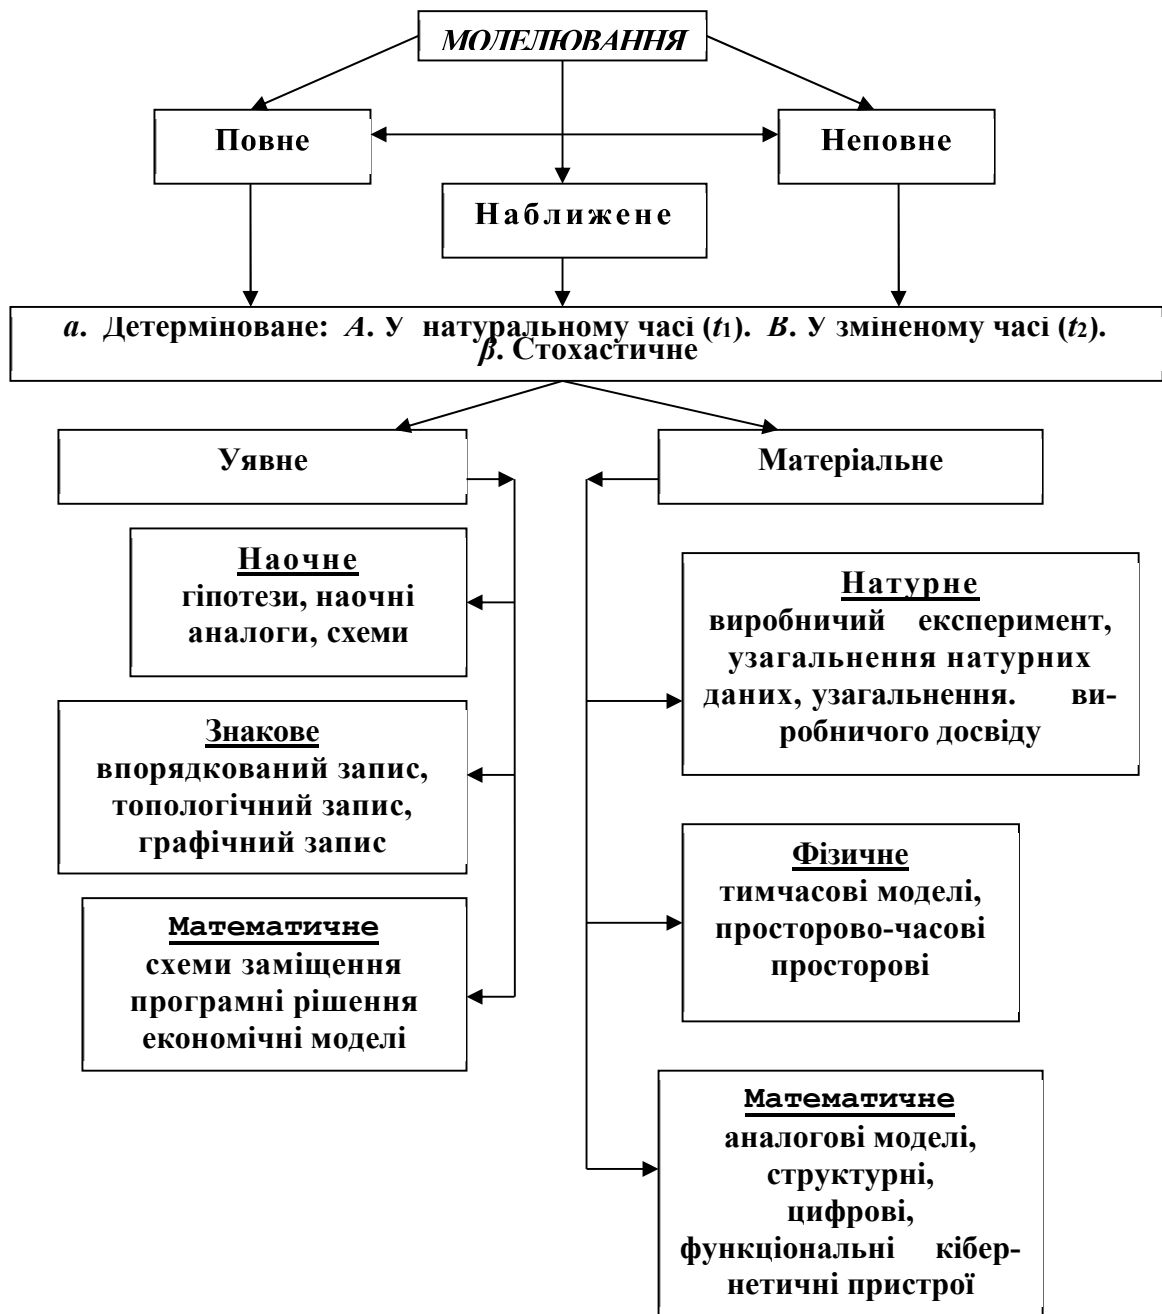 МОЛЕЛЮВАННЯ
Повне
Неповне
Наближене
а. Детерміноване: А. У натуральному часі (t1). В. У зміненому часі (t2).
β. Стохастичне
Уявне
Матеріальне
Наочне
гіпотези, наочні
аналоги, схеми
Знакове
впорядкований запис,
топологічний запис,
графічний запис
Математичне
схеми заміщення
програмні рішення
економічні моделі
Натурне
виробничий експеримент,
узагальнення натурних
даних, узагальнення. ви-
робничого досвіду
Фізичне
тимчасові моделі,
просторово-часові
просторові
Математичне
аналогові моделі,
структурні,
цифрові,
функціональні кібер-
нетичні пристрої